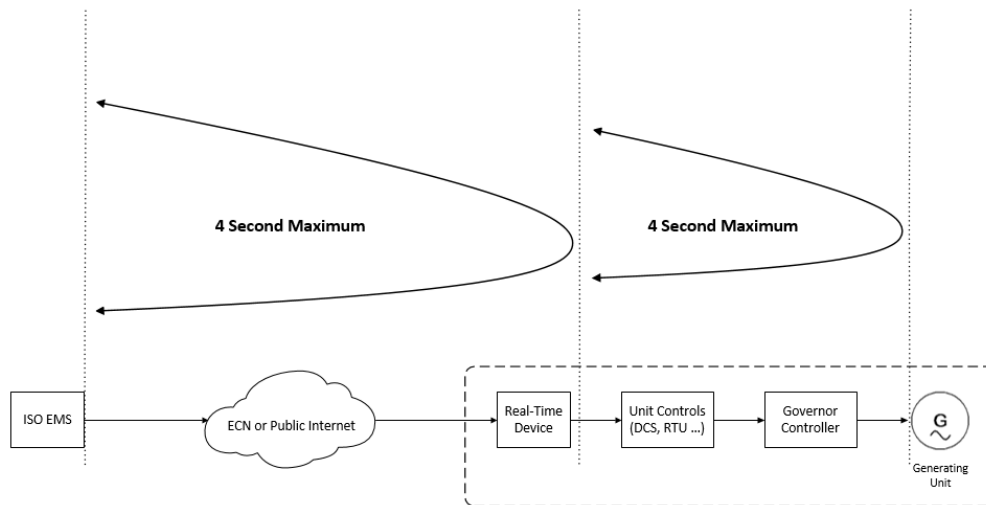 4 Second Maximum
4 Second Maximum
ISO EMS
ECN or Public Internet
Real-Time
Device
Unit Controls
(DCS, RTU ...)
Governor
Controller
G
Generating
Unit